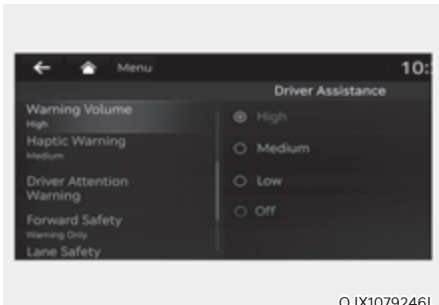 Menu
10:
Driver Assistance
Warning Volume
High
Haptic Warning
Medium
Driver Attention
Warning
Forward Safety
Warning Only
Lane Safety
High
Medium
Low
Off
OJX1079246L